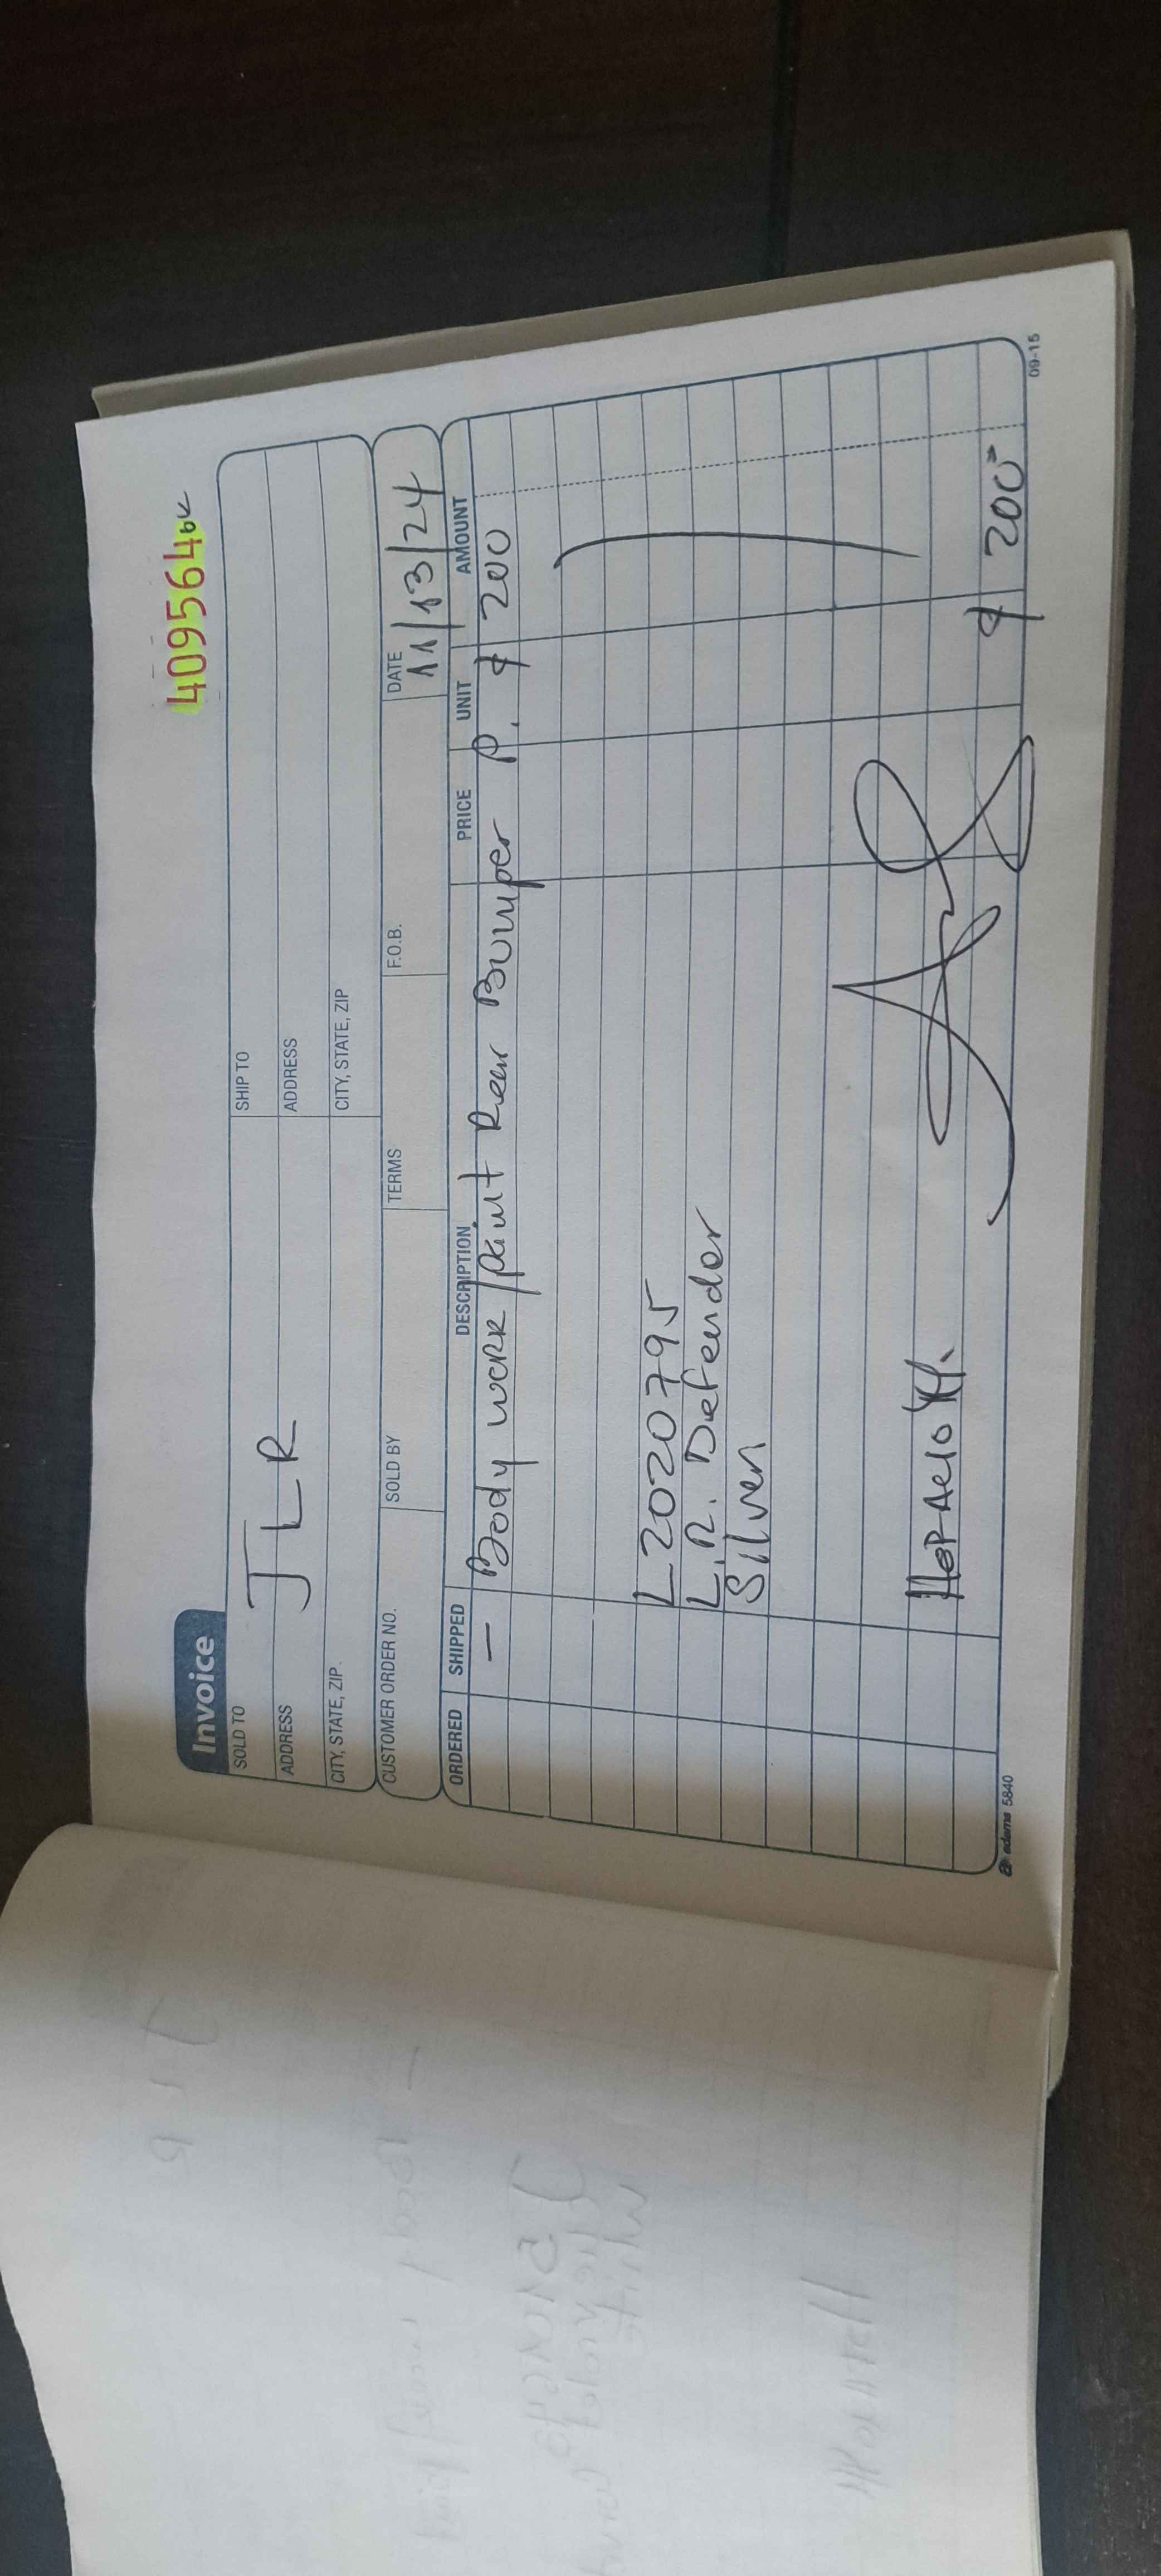 409564
Invoice
SOLD TO
JLR
SHIP TO
ADDRESS
ADDRESS
CITY, STATE, ZIP
CITY, STATE, ZIP
CUSTOMER ORDER NO.
SOLD BY
TERMS
F.O.B.
DATE
11/13/24
ORDERED SHIPPED DESCRIPTION PRICE UNIT AMOUNT
— Body work/paint Rear Bumper P. $ 200
L2020795
L.R. Defender
Silver
$ 200
adams 5840
09-15